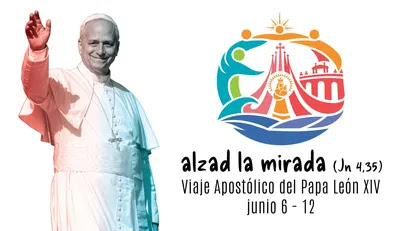 alzad la mirada (Jn 4,35)
Viaje Apostólico del Papa León XIV
junio 6 - 12